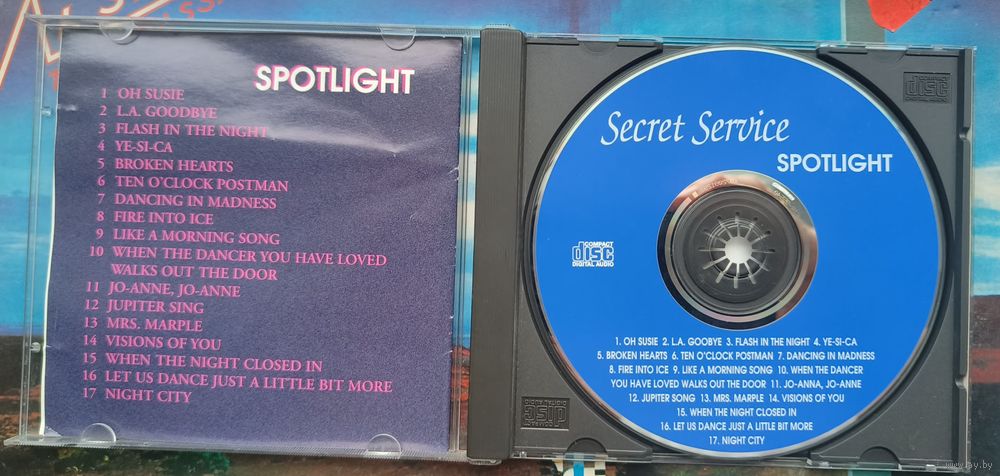 SPOTLIGHT
1 OH SUSIE
2 L.A. GOODBYE
3 FLASH IN THE NIGHT
4 YE-SI-CA
5 BROKEN HEARTS
6 TEN O'CLOCK POSTMAN
7 DANCING IN MADNESS
8 FIRE INTO ICE
9 LIKE A MORNING SONG
10 WHEN THE DANCER YOU HAVE LOVED
WALKS OUT THE DOOR
11 JO-ANNE, JO-ANNE
12 JUPITER SING
13 MRS. MARPLE
14 VISIONS OF YOU
15 WHEN THE NIGHT CLOSED IN
16 LET US DANCE JUST A LITTLE BIT MORE
17 NIGHT CITY
COMPACT
disc
DIGITAL AUDIO
Secret Service
SPOTLIGHT
COMPACT
disc
DIGITAL AUDIO
1. OH SUSIE 2. L.A. GOOBYE 3. FLASH IN THE NIGHT 4. YE-SI-CA
5. BROKEN HEARTS 6. TEN O'CLOCK POSTMAN 7. DANCING IN MADNESS
8. FIRE INTO ICE 9. LIKE A MORNING SONG 10. WHEN THE DANCER
YOU HAVE LOVED WALKS OUT THE DOOR 11. JO-ANNA, JO-ANNE
12. JUPITER SONG 13. MRS. MARPLE 14. VISIONS OF YOU
15. WHEN THE NIGHT CLOSED IN
16. LET US DANCE JUST A LITTLE BIT MORE
17. NIGHT CITY
COMPACT
disc
DIGITAL AUDIO